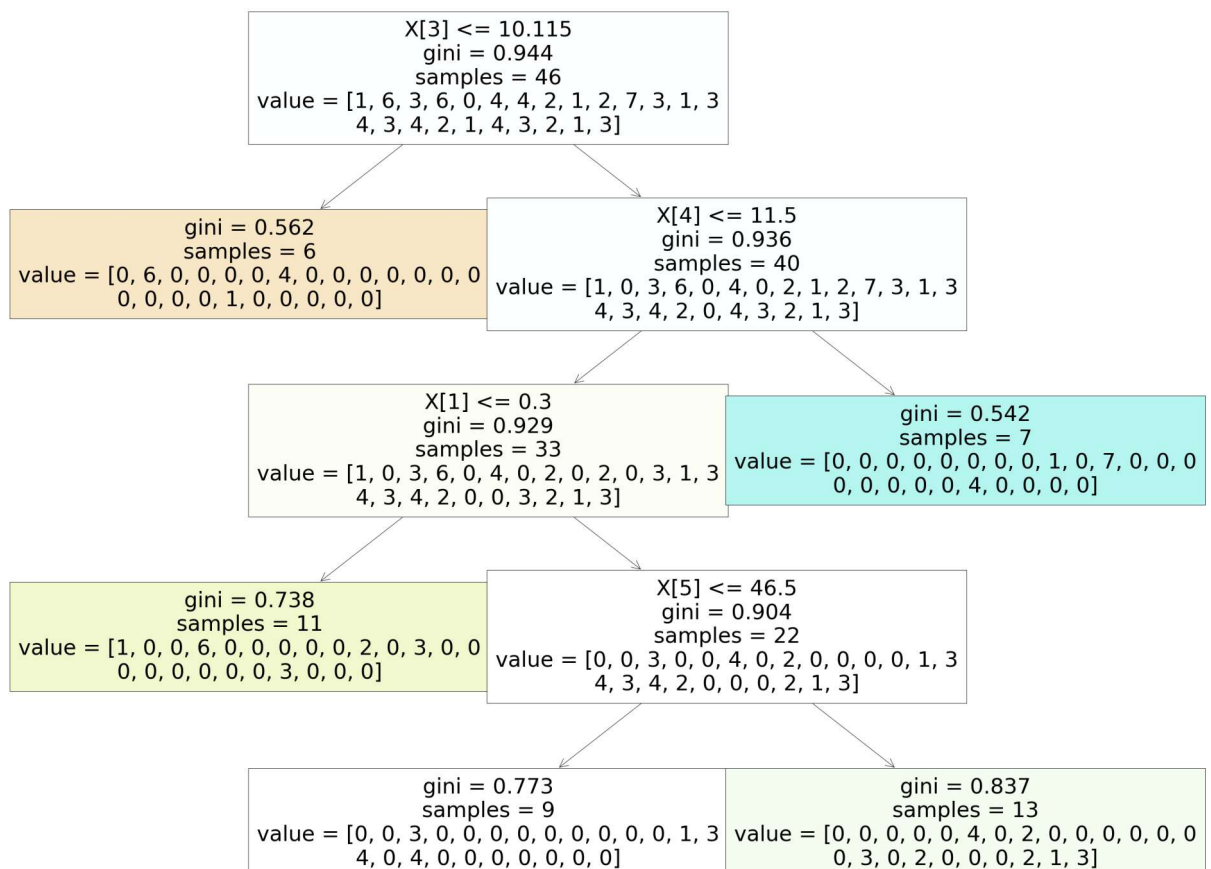 X[3] <= 10.115
gini = 0.944
samples = 46
value = [1, 6, 3, 6, 0, 4, 4, 2, 1, 2, 7, 3, 1, 3
4, 3, 4, 2, 1, 4, 3, 2, 1, 3]
gini = 0.562
samples = 6
value = [0, 6, 0, 0, 0, 0, 4, 0, 0, 0, 0, 0, 0, 0
0, 0, 0, 0, 1, 0, 0, 0, 0, 0]
X[4] <= 11.5
gini = 0.936
samples = 40
value = [1, 0, 3, 6, 0, 4, 0, 2, 1, 2, 7, 3, 1, 3
4, 3, 4, 2, 0, 4, 3, 2, 1, 3]
X[1] <= 0.3
gini = 0.929
samples = 33
value = [1, 0, 3, 6, 0, 4, 0, 2, 0, 2, 0, 3, 1, 3
4, 3, 4, 2, 0, 0, 3, 2, 1, 3]
gini = 0.542
samples = 7
value = [0, 0, 0, 0, 0, 0, 0, 0, 1, 0, 7, 0, 0, 0
0, 0, 0, 0, 0, 4, 0, 0, 0, 0]
gini = 0.738
samples = 11
value = [1, 0, 0, 6, 0, 0, 0, 0, 0, 2, 0, 3, 0, 0
0, 0, 0, 0, 0, 0, 3, 0, 0, 0]
X[5] <= 46.5
gini = 0.904
samples = 22
value = [0, 0, 3, 0, 0, 4, 0, 2, 0, 0, 0, 0, 1, 3
4, 3, 4, 2, 0, 0, 0, 2, 1, 3]
gini = 0.773
samples = 9
value = [0, 0, 3, 0, 0, 0, 0, 0, 0, 0, 0, 0, 1, 3
4, 0, 4, 0, 0, 0, 0, 0, 0, 0]
gini = 0.837
samples = 13
value = [0, 0, 0, 0, 0, 4, 0, 2, 0, 0, 0, 0, 0, 0
0, 3, 0, 2, 0, 0, 0, 2, 1, 3]